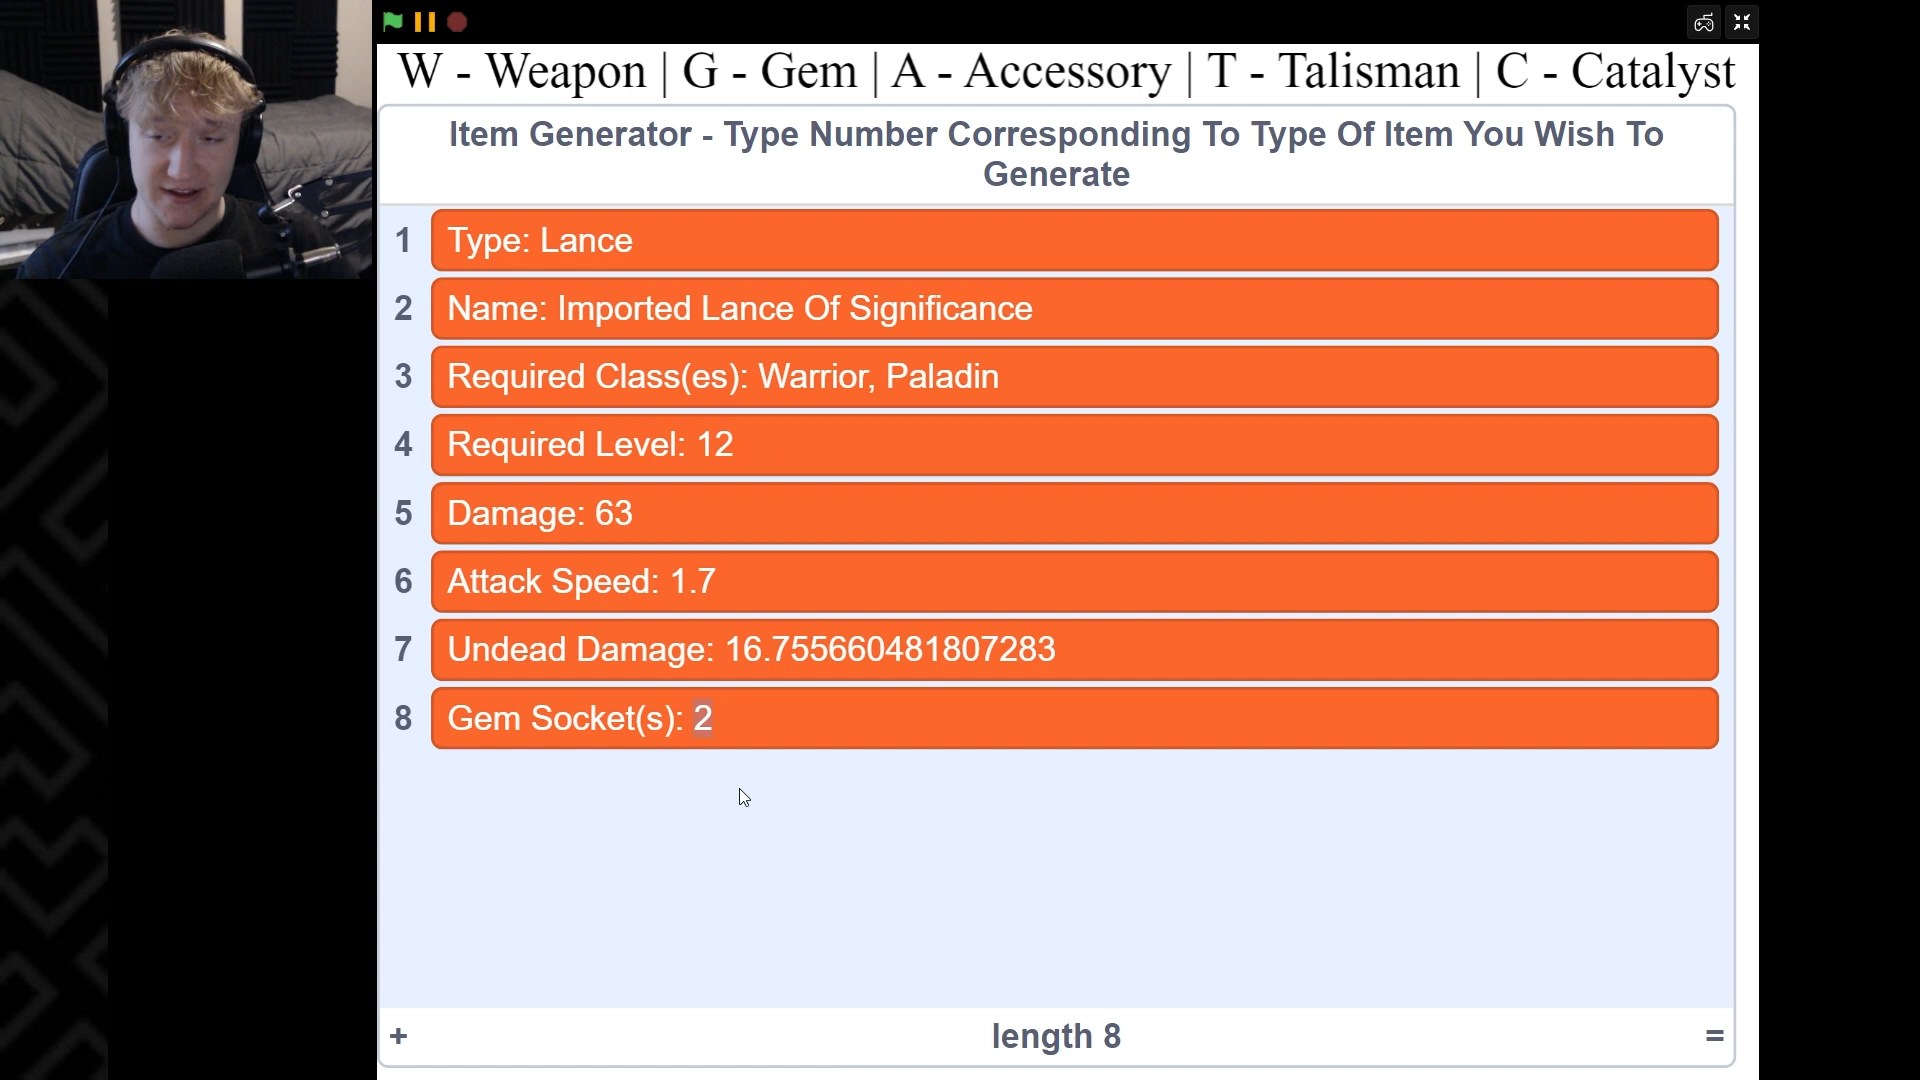 W - Weapon | G - Gem | A - Accessory | T - Talisman | C - Catalyst
Item Generator - Type Number Corresponding To Type Of Item You Wish To
Generate
1 Type: Lance
2 Name: Imported Lance Of Significance
3 Required Class(es): Warrior, Paladin
4 Required Level: 12
5 Damage: 63
6 Attack Speed: 1.7
7 Undead Damage: 16.755660481807283
8 Gem Socket(s): 2
+ length 8 =